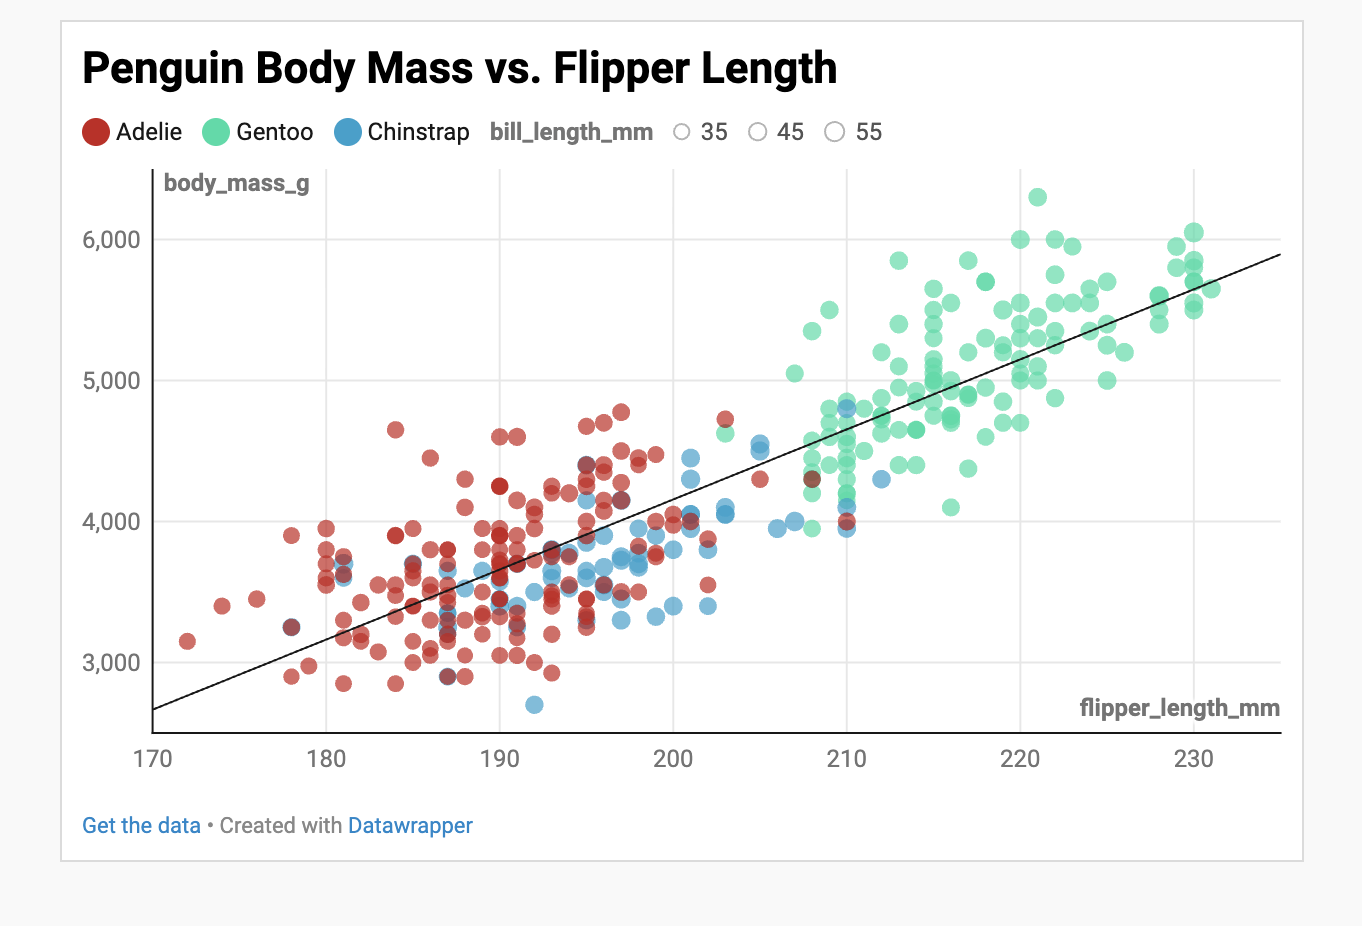 Penguin Body Mass vs. Flipper Length
Adelie Gentoo Chinstrap bill_length_mm 35 45 55
body_mass_g
6,000
5,000
4,000
3,000
flipper_length_mm
170 180 190 200 210 220 230
Get the data • Created with Datawrapper